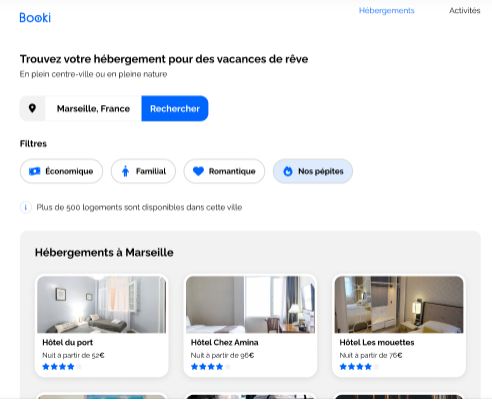 Booki
Hébergements Activités
Trouvez votre hébergement pour des vacances de rêve
En plein centre-ville ou en pleine nature
Marseille, France Rechercher
Filtres
Économique Familial Romantique Nos pépites
i Plus de 500 logements sont disponibles dans cette ville
Hébergements à Marseille
Hôtel du port Hôtel Chez Amina Hôtel Les mouettes
Nuit à partir de 52€ Nuit à partir de 96€ Nuit à partir de 76€